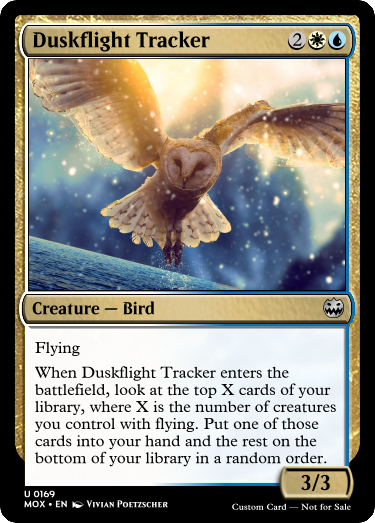 Duskflight Tracker 2
Creature — Bird
Flying
When Duskflight Tracker enters the
battlefield, look at the top X cards of your
library, where X is the number of creatures
you control with flying. Put one of those
cards into your hand and the rest on the
bottom of your library in a random order.
3/3
U 0169
MOX • EN Vivian Poetzscher
Custom Card — Not for Sale